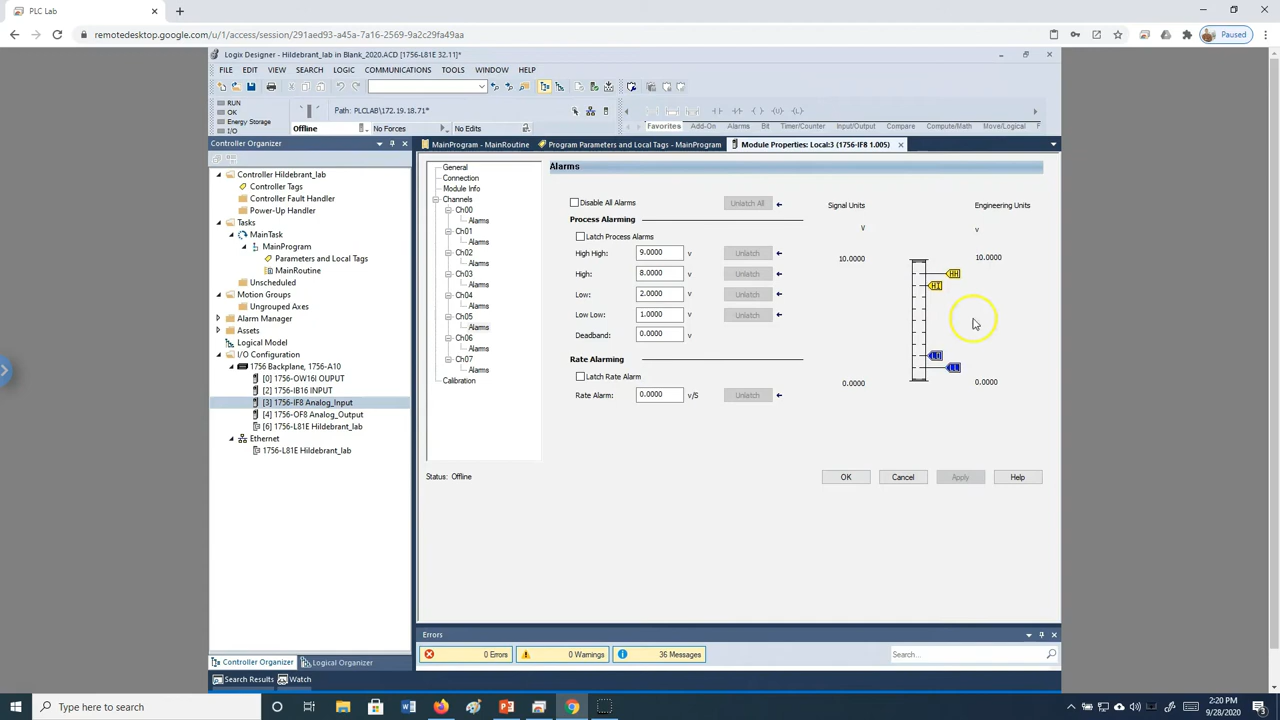 PLC Lab
remotedesktop.google.com/u/1/access/session/291aed93-a45a-7a16-2569-9a2c29fa49aa
Paused
Logix Designer - Hildebrant_lab in Blank_2020.ACD [1756-L81E 32.11]*
FILE EDIT VIEW SEARCH LOGIC COMMUNICATIONS TOOLS WINDOW HELP
RUN
OK
Energy Storage
I/O
Path: PLCLAB\172.19.18.71*
Offline
No Forces
No Edits
Favorites Add-On Alarms Bit Timer/Counter Input/Output Compare Compute/Math Move/Logical F
Controller Organizer
MainProgram - MainRoutine
Program Parameters and Local Tags - MainProgram
Module Properties: Local:3 (1756-IF8 1.005)
Controller Hildebrant_lab
Controller Tags
Controller Fault Handler
Power-Up Handler
Tasks
MainTask
MainProgram
Parameters and Local Tags
MainRoutine
Unscheduled
Motion Groups
Ungrouped Axes
Alarm Manager
Assets
Logical Model
I/O Configuration
1756 Backplane, 1756-A10
[0] 1756-OW16I OUPUT
[2] 1756-IB16 INPUT
[3] 1756-IF8 Analog_Input
[4] 1756-OF8 Analog_Output
[6] 1756-L81E Hildebrant_lab
Ethernet
1756-L81E Hildebrant_lab
Controller Organizer
Logical Organizer
General
Connection
Module Info
Channels
Ch00
Alarms
Ch01
Alarms
Ch02
Alarms
Ch03
Alarms
Ch04
Alarms
Ch05
Alarms
Ch06
Alarms
Ch07
Alarms
Calibration
Alarms
Disable All Alarms
Unlatch All
Process Alarming
Latch Process Alarms
High High: 9.0000 v Unlatch
High: 8.0000 v Unlatch
Low: 2.0000 v Unlatch
Low Low: 1.0000 v Unlatch
Deadband: 0.0000 v
Rate Alarming
Latch Rate Alarm
Rate Alarm: 0.0000 v/S Unlatch
Signal Units
Engineering Units
V
v
10.0000
10.0000
HH
HI
LO
LL
0.0000
0.0000
Status: Offline
OK
Cancel
Apply
Help
Errors
0 Errors
0 Warnings
36 Messages
Search...
Search Results
Watch
Type here to search
2:20 PM
9/28/2020
3